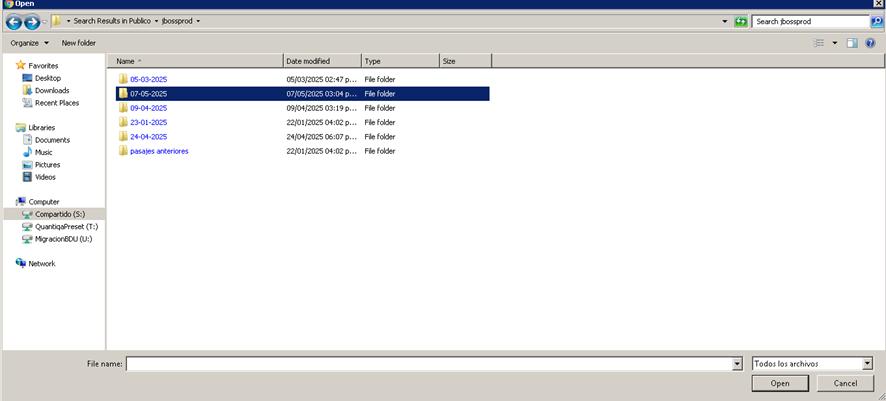 Open
Search Results in Publico jbossprod
Search jbossprod
Organize New folder
Name Date modified Type Size
Favorites
Desktop
Downloads
Recent Places
Libraries
Documents
Music
Pictures
Videos
Computer
Compartido (S:)
QuantiqaPreset (T:)
MigracionBDU (U:)
Network
05-03-2025 05/03/2025 02:47 p... File folder
07-05-2025 07/05/2025 03:04 p... File folder
09-04-2025 09/04/2025 03:19 p... File folder
23-01-2025 22/01/2025 04:02 p... File folder
24-04-2025 24/04/2025 06:07 p... File folder
pasajes anteriores 22/01/2025 04:02 p... File folder
File name:
Todos los archivos
Open Cancel